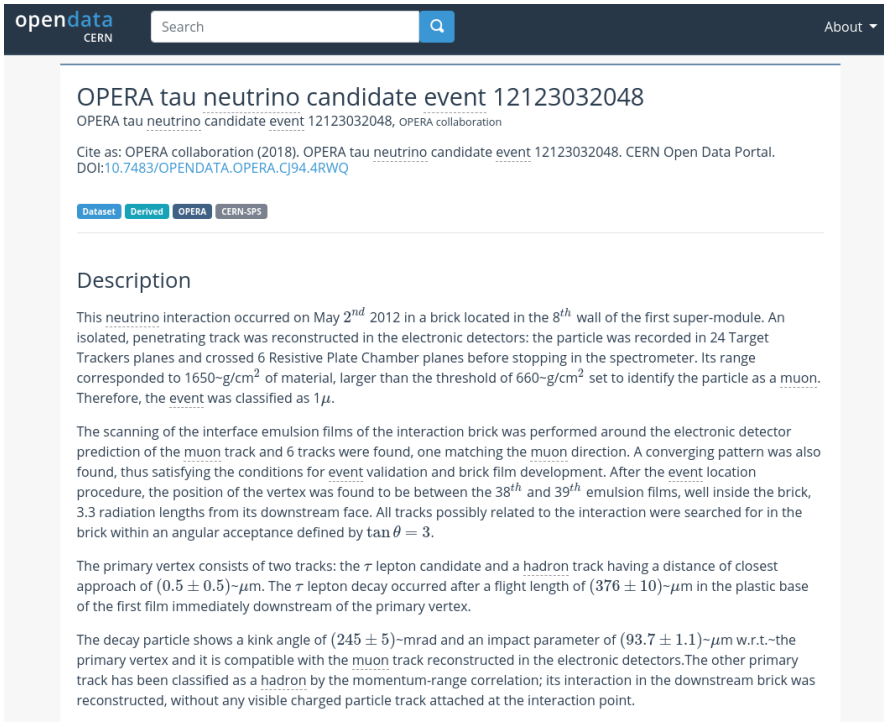 opendata
CERN
Search
About
OPERA tau neutrino candidate event 12123032048
OPERA tau neutrino candidate event 12123032048, OPERA collaboration
Cite as: OPERA collaboration (2018). OPERA tau neutrino candidate event 12123032048. CERN Open Data Portal.
DOI:10.7483/OPENDATA.OPERA.CJ94.4RWQ
Dataset Derived OPERA CERN-SPS
Description
This neutrino interaction occurred on May 2nd 2012 in a brick located in the 8th wall of the first super-module. An
isolated, penetrating track was reconstructed in the electronic detectors: the particle was recorded in 24 Target
Trackers planes and crossed 6 Resistive Plate Chamber planes before stopping in the spectrometer. Its range
corresponded to 1650~g/cm² of material, larger than the threshold of 660~g/cm² set to identify the particle as a muon.
Therefore, the event was classified as 1μ.
The scanning of the interface emulsion films of the interaction brick was performed around the electronic detector
prediction of the muon track and 6 tracks were found, one matching the muon direction. A converging pattern was also
found, thus satisfying the conditions for event validation and brick film development. After the event location
procedure, the position of the vertex was found to be between the 38th and 39th emulsion films, well inside the brick,
3.3 radiation lengths from its downstream face. All tracks possibly related to the interaction were searched for in the
brick within an angular acceptance defined by tan θ = 3.
The primary vertex consists of two tracks: the τ lepton candidate and a hadron track having a distance of closest
approach of (0.5 ± 0.5)~μm. The τ lepton decay occurred after a flight length of (376 ± 10)~μm in the plastic base
of the first film immediately downstream of the primary vertex.
The decay particle shows a kink angle of (245 ± 5)~mrad and an impact parameter of (93.7 ± 1.1)~μm w.r.t.~the
primary vertex and it is compatible with the muon track reconstructed in the electronic detectors.The other primary
track has been classified as a hadron by the momentum-range correlation; its interaction in the downstream brick was
reconstructed, without any visible charged particle track attached at the interaction point.